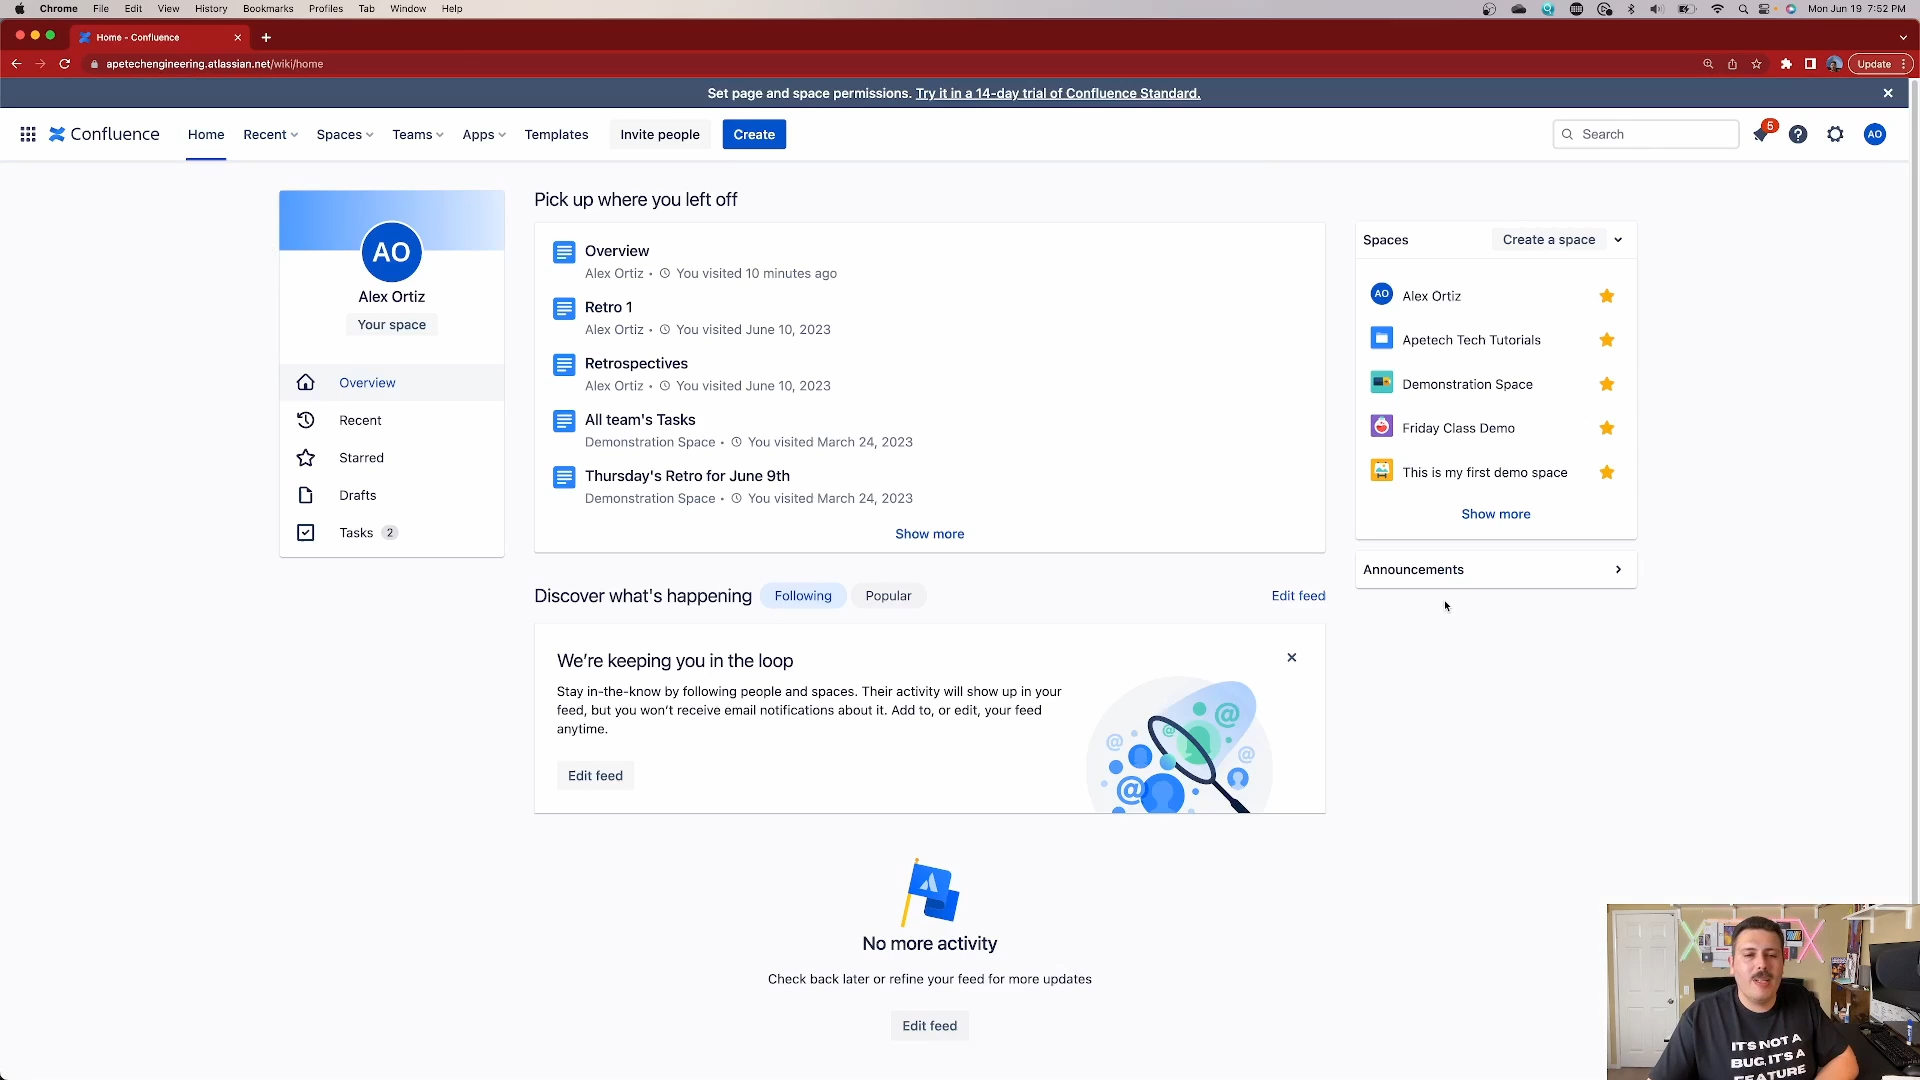 Chrome File Edit View History Bookmarks Profiles Tab Window Help
Mon Jun 19 7:52 PM
Home - Confluence
apetechengineering.atlassian.net/wiki/home
Update
Set page and space permissions. Try it in a 14-day trial of Confluence Standard.
Confluence Home Recent Spaces Teams Apps Templates Invite people Create
Search
5
AO
AO
Alex Ortiz
Your space
Overview
Recent
Starred
Drafts
Tasks 2
Pick up where you left off
Overview
Alex Ortiz • You visited 10 minutes ago
Retro 1
Alex Ortiz • You visited June 10, 2023
Retrospectives
Alex Ortiz • You visited June 10, 2023
All team's Tasks
Demonstration Space • You visited March 24, 2023
Thursday's Retro for June 9th
Demonstration Space • You visited March 24, 2023
Show more
Discover what's happening Following Popular Edit feed
We're keeping you in the loop
Stay in-the-know by following people and spaces. Their activity will show up in your
feed, but you won't receive email notifications about it. Add to, or edit, your feed
anytime.
Edit feed
No more activity
Check back later or refine your feed for more updates
Edit feed
Spaces Create a space
AO Alex Ortiz
Apetech Tech Tutorials
Demonstration Space
Friday Class Demo
This is my first demo space
Show more
Announcements
IT'S NOT A
BUG, IT'S A
FEATURE